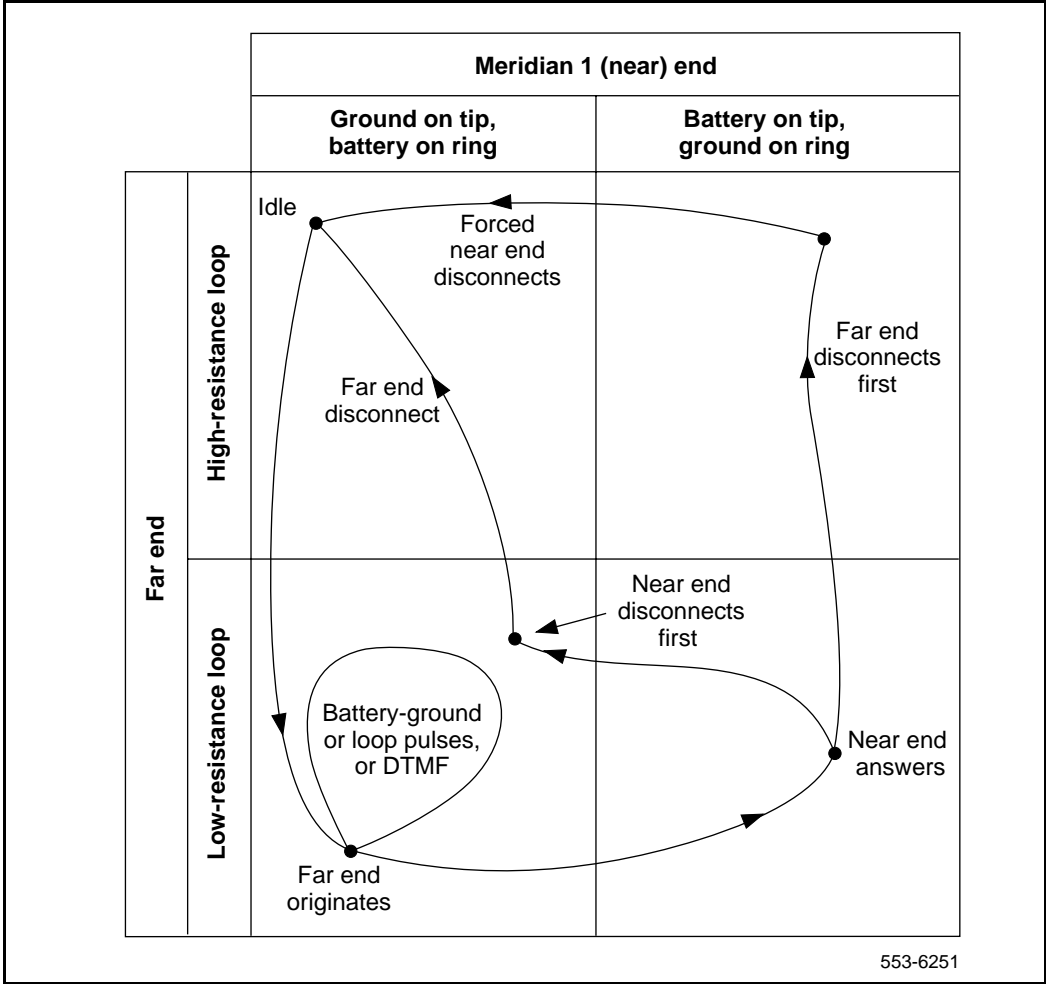 Meridian 1 (near) end
Ground on tip,
battery on ring
Battery on tip,
ground on ring
Far end
High-resistance loop
Low-resistance loop
Idle
Forced
near end
disconnects
Far end
disconnects
first
Far end
disconnect
Near end
disconnects
first
Battery-ground
or loop pulses,
or DTMF
Near end
answers
Far end
originates
553-6251